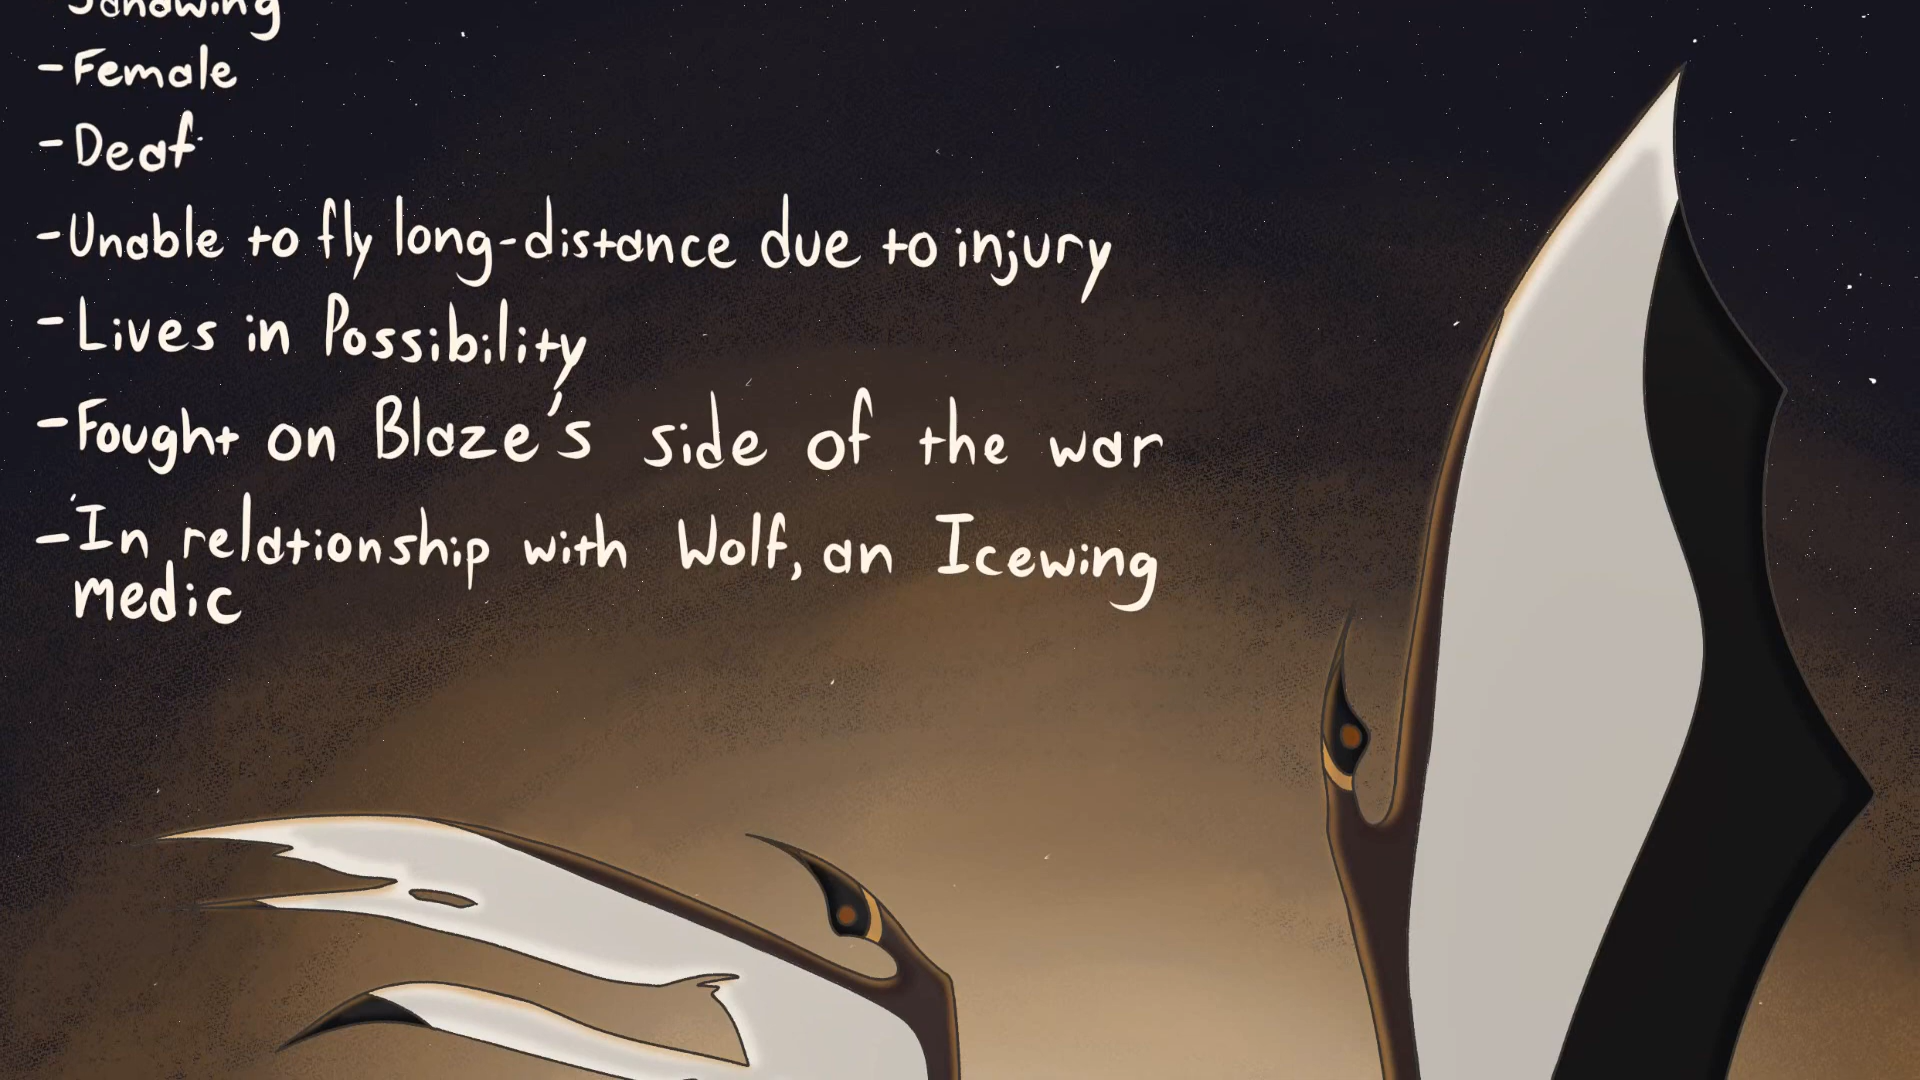 Sandwing
-Female
-Deaf
-Unable to fly long-distance due to injury
-Lives in Possibility
-Fought on Blaze's side of the war
-In relationship with Wolf, an Icewing
medic